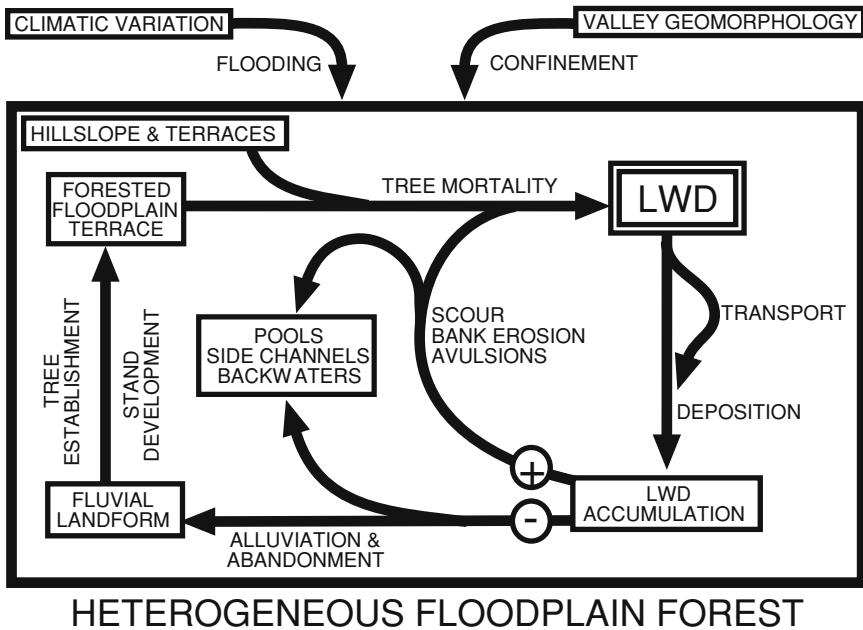 CLIMATIC VARIATION
VALLEY GEOMORPHOLOGY
FLOODING
CONFINEMENT
HILLSLOPE & TERRACES
FORESTED
FLOODPLAIN
TERRACE
TREE MORTALITY
LWD
TRANSPORT
SCOUR
BANK EROSION
AVULSIONS
POOLS
SIDE CHANNELS
BACKWATERS
TREE
ESTABLISHMENT
STAND
DEVELOPMENT
DEPOSITION
+
LWD
ACCUMULATION
-
FLUVIAL
LANDFORM
ALLUVIATION &
ABANDONMENT
HETEROGENEOUS FLOODPLAIN FOREST